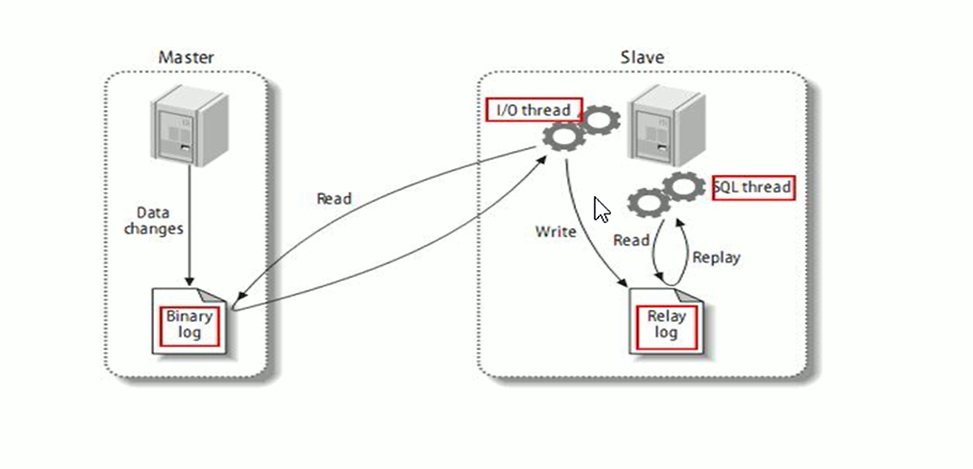 Master
Slave
I/O thread
SQL thread
Read
Data
changes
Write
Read
Replay
Binary
log
Relay
log